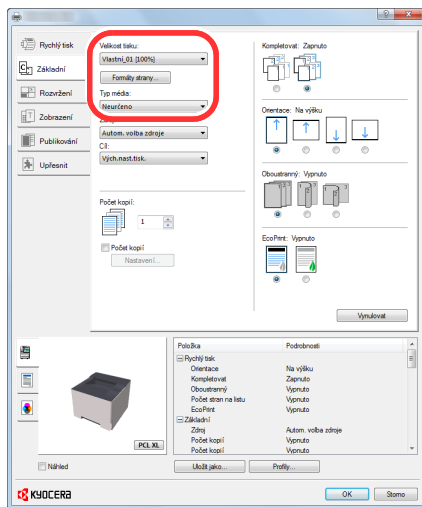 Rychlý tisk
Základní
Rozvržení
Zobrazení
Publikování
Upřesnit
Velikost tisku:
Vlastní_01 [100%]
Formáty strany...
Typ média:
Neurčeno
Autom. volba zdroje
Cíl:
Vých.nast.tisk.
Počet kopií:
1
Počet kopií
Nastavení...
Kompletovat: Zapnuto
Orientace: Na výšku
Oboustranný: Vypnuto
EcoPrint: Vypnuto
Vynulovat
PCL XL
Náhled
Položka Podrobnosti
Rychlý tisk
Orientace Na výšku
Kompletovat Zapnuto
Oboustranný Vypnuto
Počet stran na listu Vypnuto
EcoPrint Vypnuto
Základní
Zdroj Autom. volba zdroje
Počet kopií Vypnuto
Počet kopií Vypnuto
Uložit jako... Profily...
KYOCERA
OK Storno